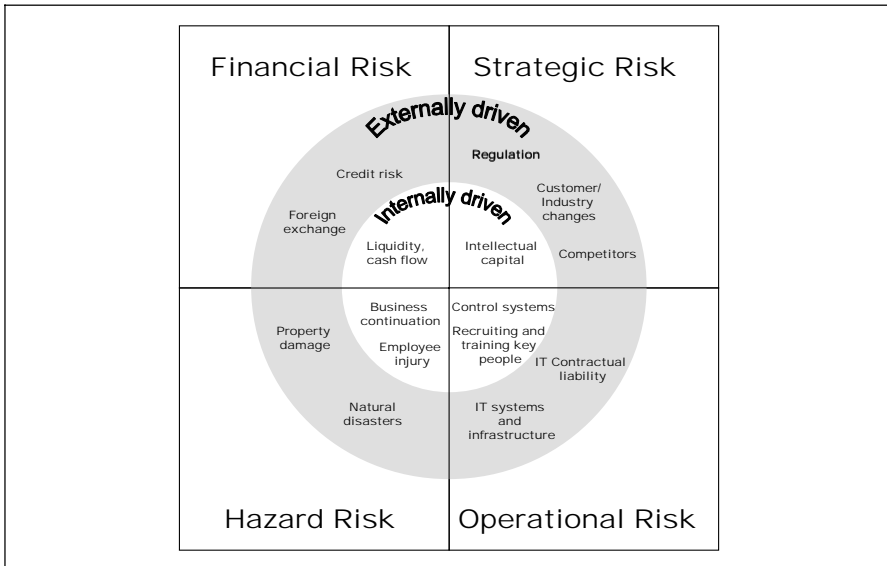 Financial Risk
Strategic Risk
Externally driven
Regulation
Credit risk
Customer/
Industry
changes
Internally driven
Foreign
exchange
Liquidity,
cash flow
Intellectual
capital
Competitors
Business
continuation
Control systems
Property
damage
Employee
injury
Recruiting and
training key
people
IT Contractual
liability
Natural
disasters
IT systems
and
infrastructure
Hazard Risk
Operational Risk